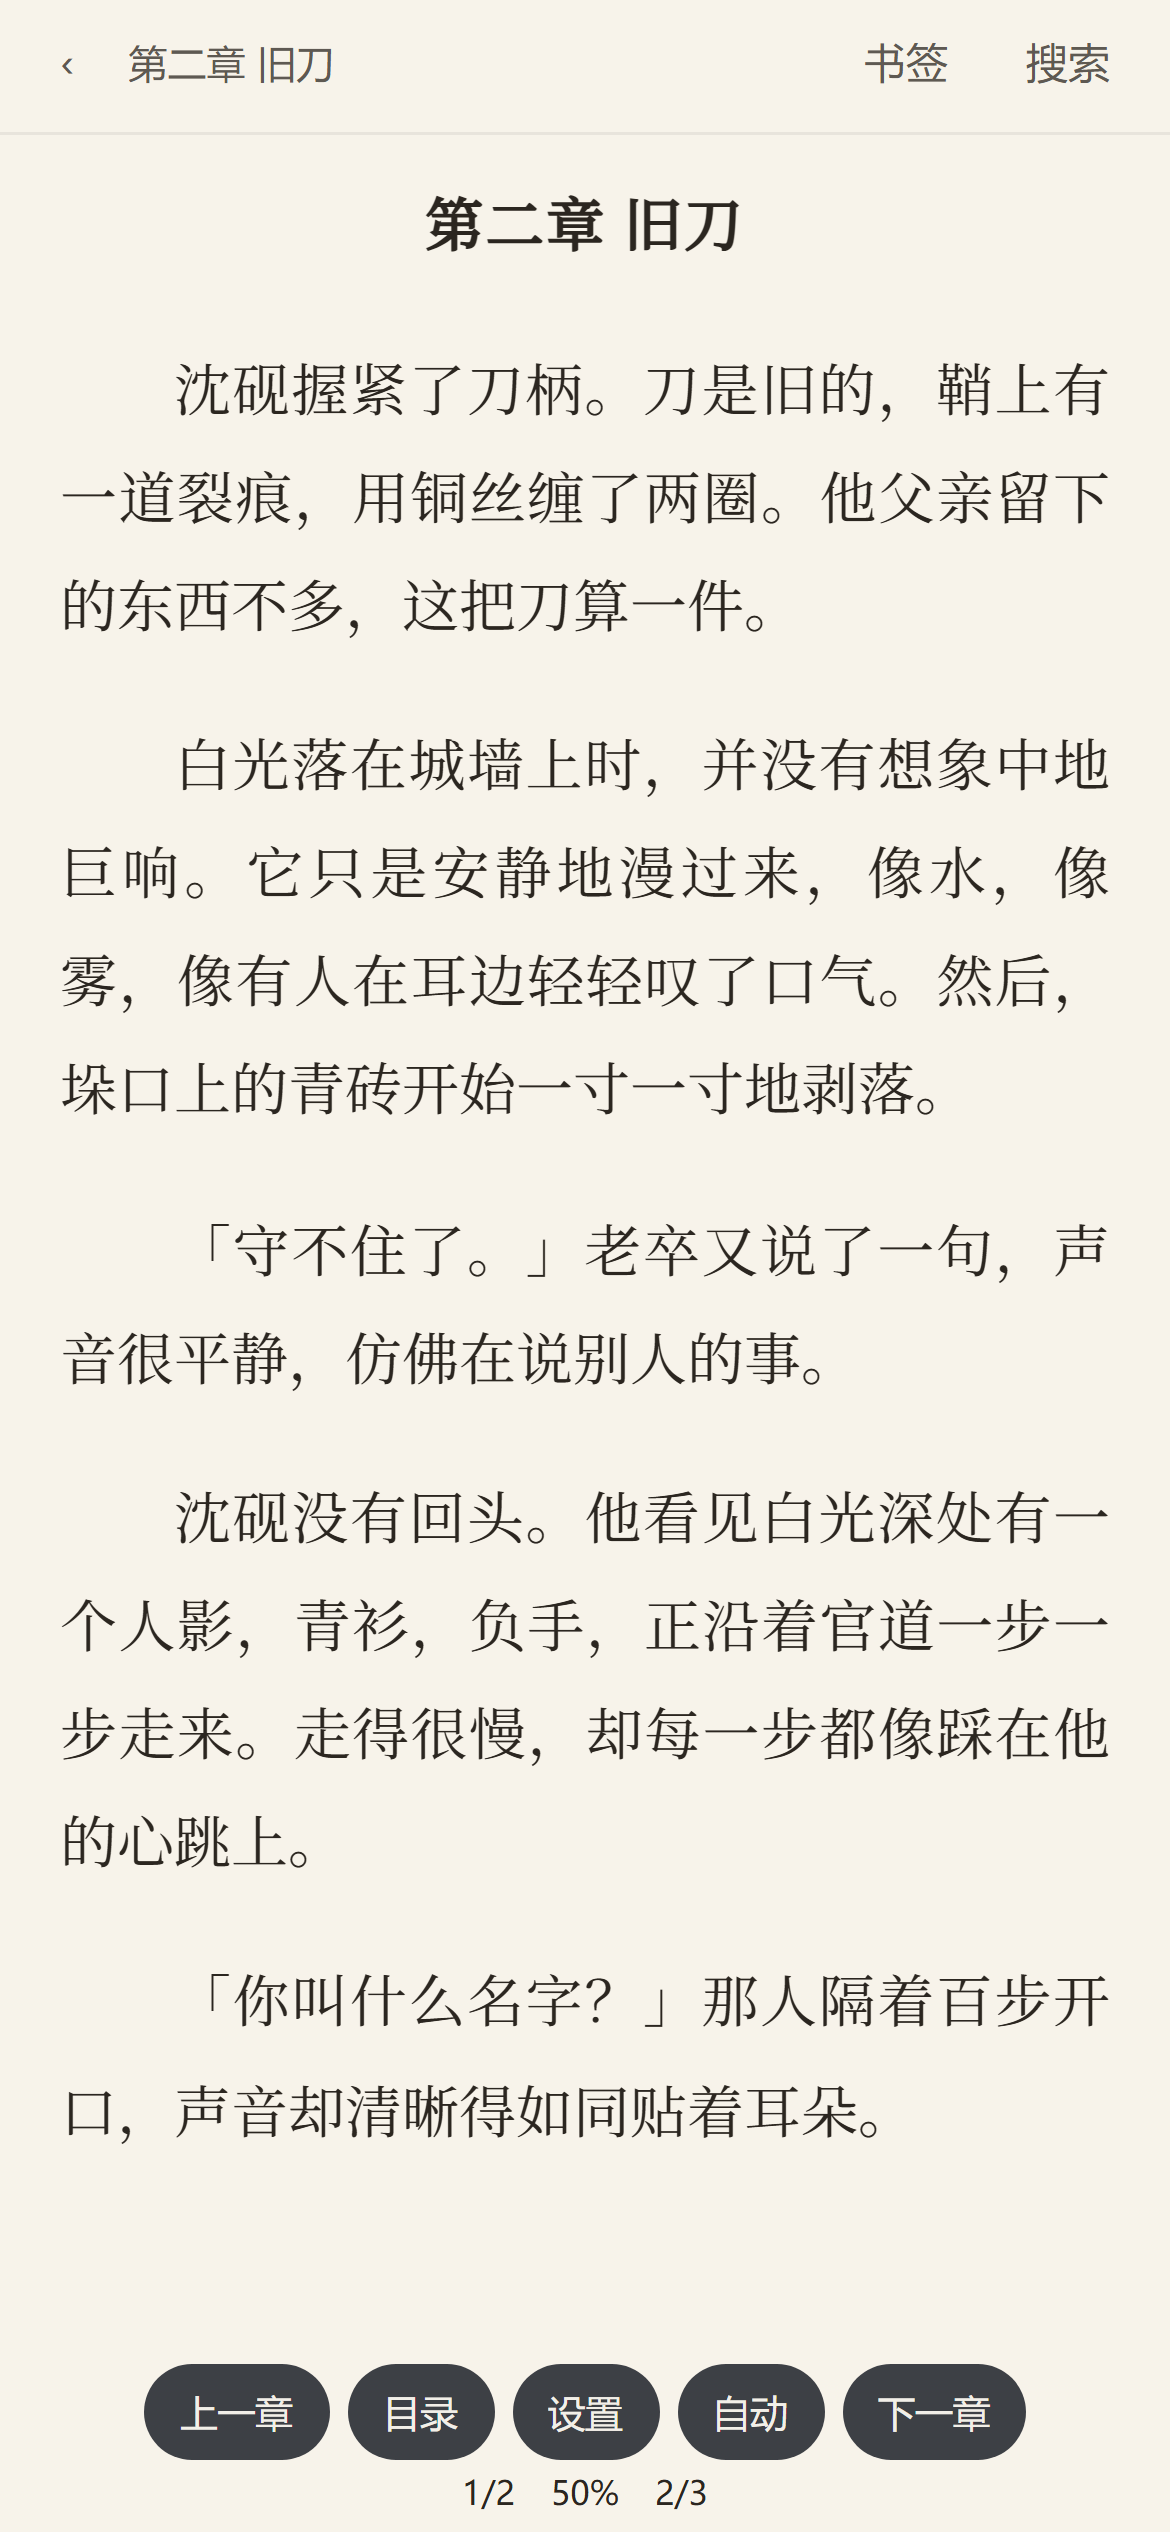 ‹ 第二章 旧刀 书签 搜索
第二章 旧刀
沈砚握紧了刀柄。刀是旧的，鞘上有
一道裂痕，用铜丝缠了两圈。他父亲留下
的东西不多，这把刀算一件。
白光落在城墙上时，并没有想象中地
巨响。它只是安静地漫过来，像水，像
雾，像有人在耳边轻轻叹了口气。然后，
垛口上的青砖开始一寸一寸地剥落。
「守不住了。」老卒又说了一句，声
音很平静，仿佛在说别人的事。
沈砚没有回头。他看见白光深处有一
个人影，青衫，负手，正沿着官道一步一
步走来。走得很慢，却每一步都像踩在他
的心跳上。
「你叫什么名字？」那人隔着百步开
口，声音却清晰得如同贴着耳朵。
上一章 目录 设置 自动 下一章
1/2 50% 2/3